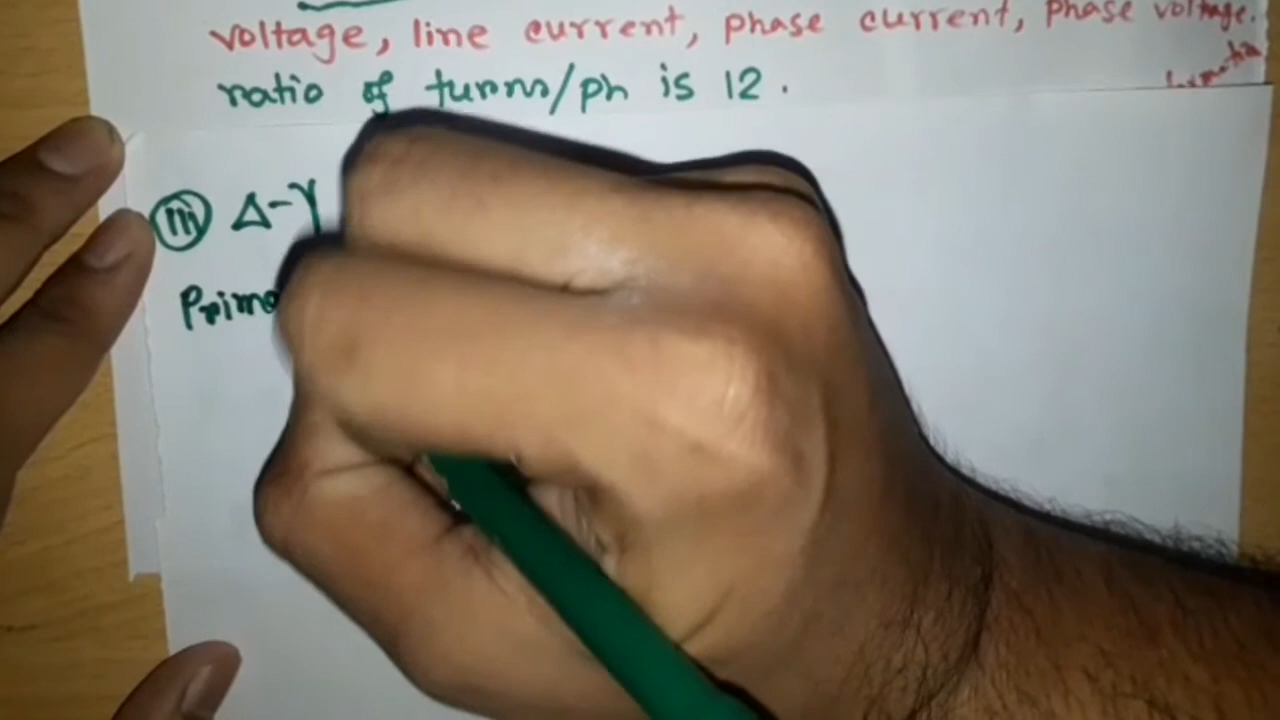 voltage, line current, phase current, phase voltage.
ratio of turns/ph is 12.
iii Δ-Y
Prima